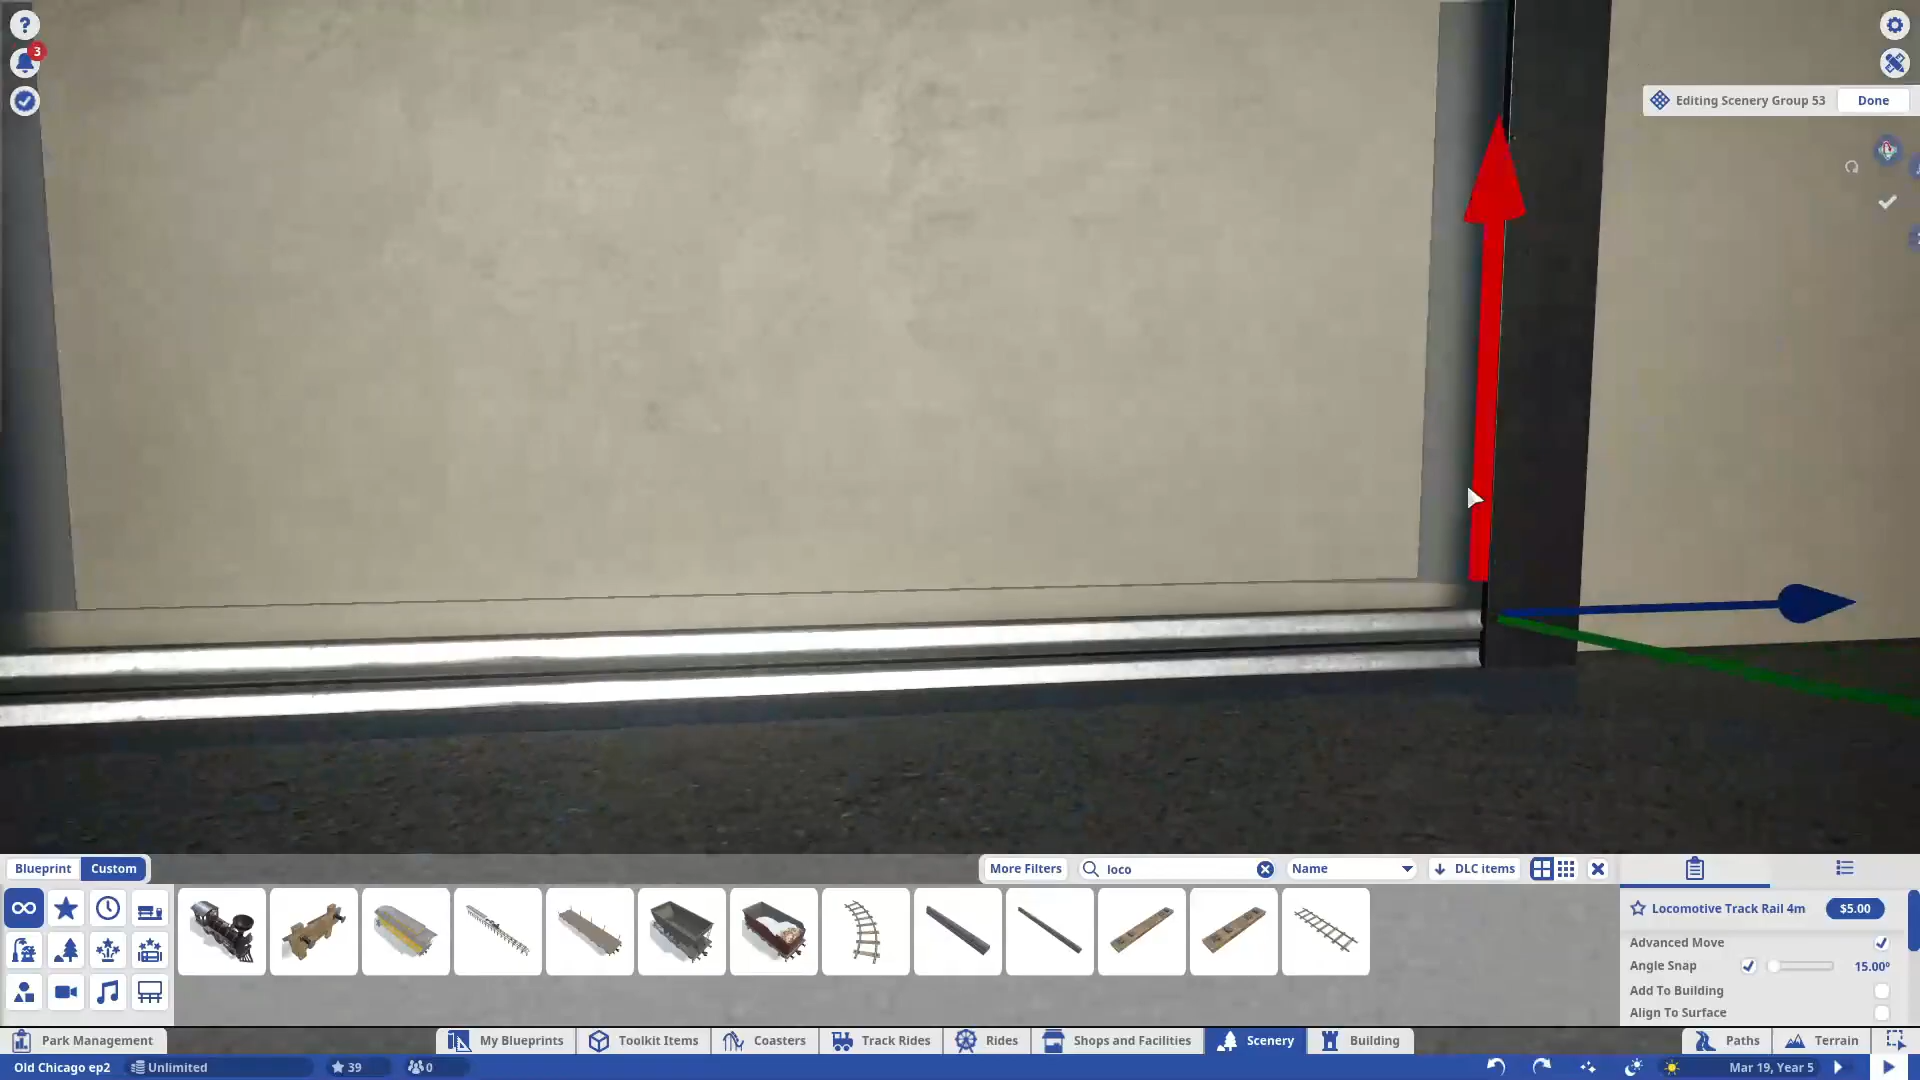 ?
3
Editing Scenery Group 53
Done
Blueprint
Custom
More Filters
loco
Name
DLC items
Locomotive Track Rail 4m
$5.00
Advanced Move
Angle Snap
15.00°
Add To Building
Align To Surface
Park Management
My Blueprints
Toolkit Items
Coasters
Track Rides
Rides
Shops and Facilities
Scenery
Building
Paths
Terrain
Old Chicago ep2
Unlimited
39
0
Mar 19, Year 5